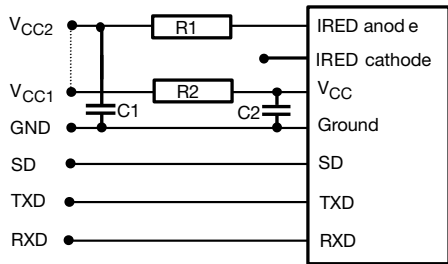 VCC2 R1 IRED anod e
IRED cathode
VCC1 R2 VCC
C1 C2
GND Ground
SD SD
TXD TXD
RXD RXD